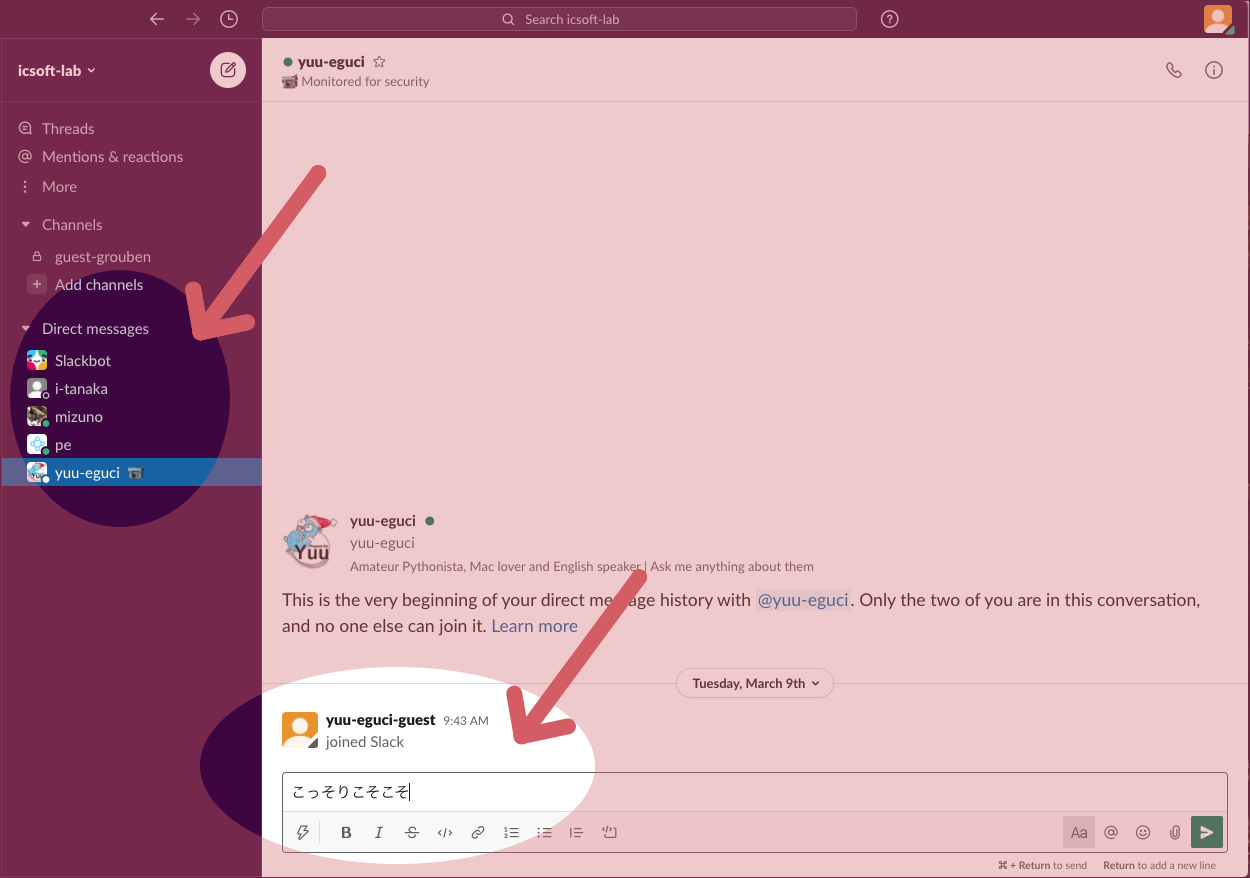 Search icsoft-lab
icsoft-lab
Threads
Mentions & reactions
More
Channels
guest-grouben
Add channels
Direct messages
Slackbot
i-tanaka
mizuno
pe
yuu-eguci
yuu-eguci
Monitored for security
Yuu
yuu-eguci
yuu-eguci
Amateur Pythonista, Mac lover and English speaker | Ask me anything about them
This is the very beginning of your direct message history with @yuu-eguci. Only the two of you are in this conversation,
and no one else can join it. Learn more
Tuesday, March 9th
yuu-eguci-guest 9:43 AM
joined Slack
こっそりこそこそ
B I S </> Aa @
⌘ + Return to send Return to add a new line